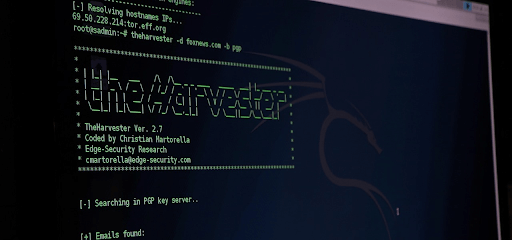 [-] Resolving hostnames IPs...
69.50.228.214:tor.eff.org
root@sadmin:~# theharvester -d foxnews.com -b pgp
theHarvester
* TheHarvester Ver. 2.7
* Coded by Christian Martorella
* Edge-Security Research
* cmartorella@edge-security.com
[-] Searching in PGP key server..
[+] Emails found: